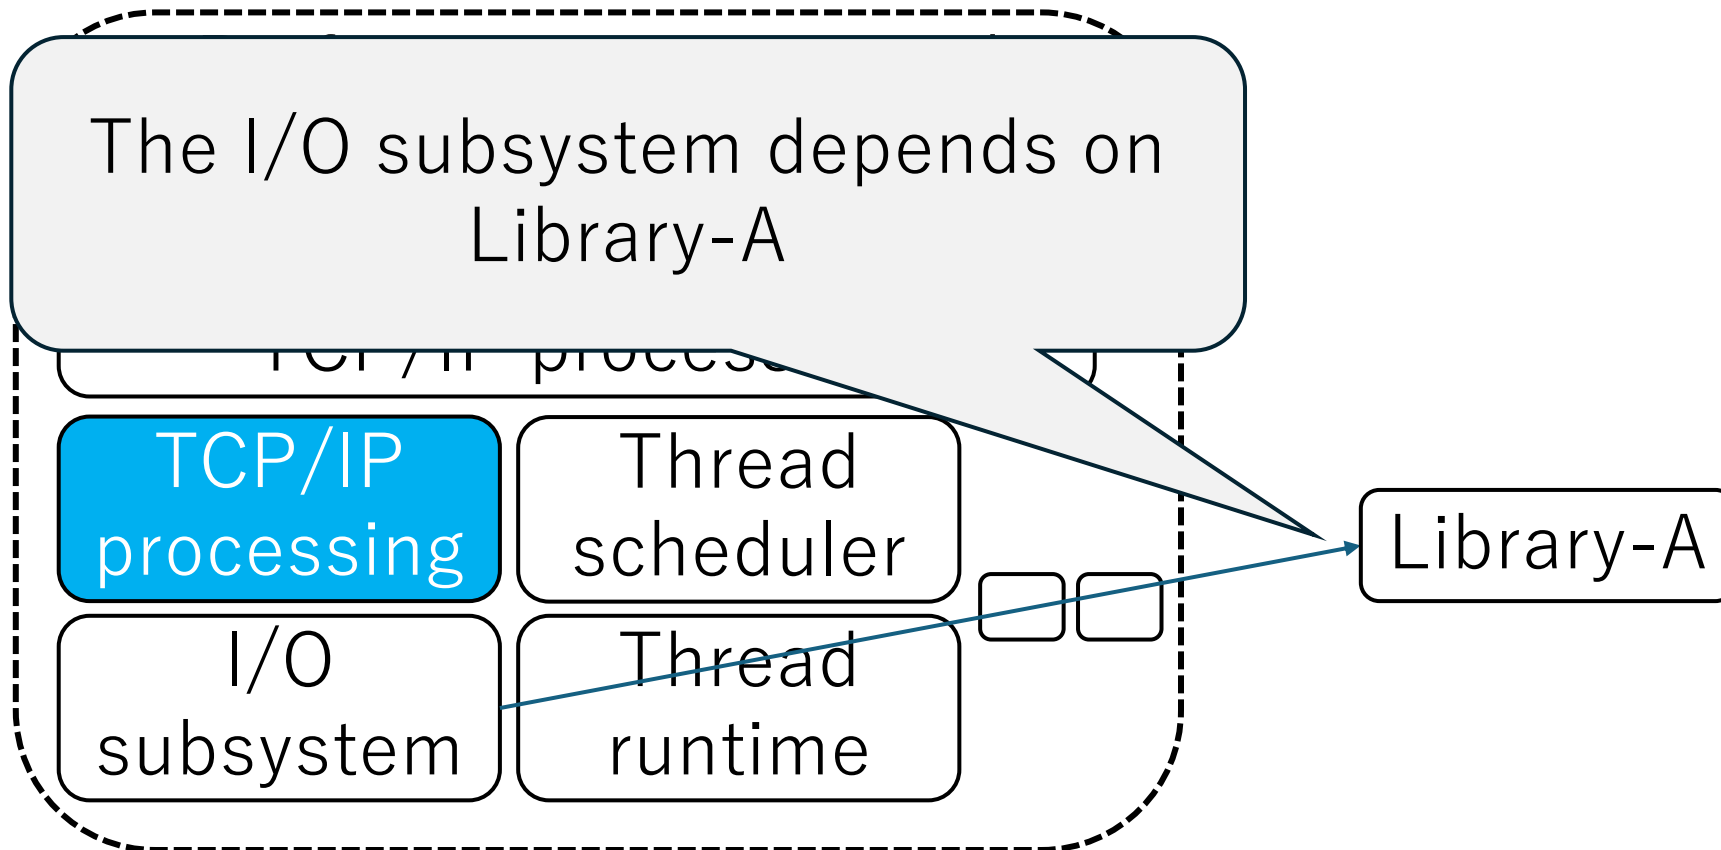 The I/O subsystem depends on
Library-A
TCP/IP
processing
Thread
scheduler
Library-A
I/O
subsystem
Thread
runtime